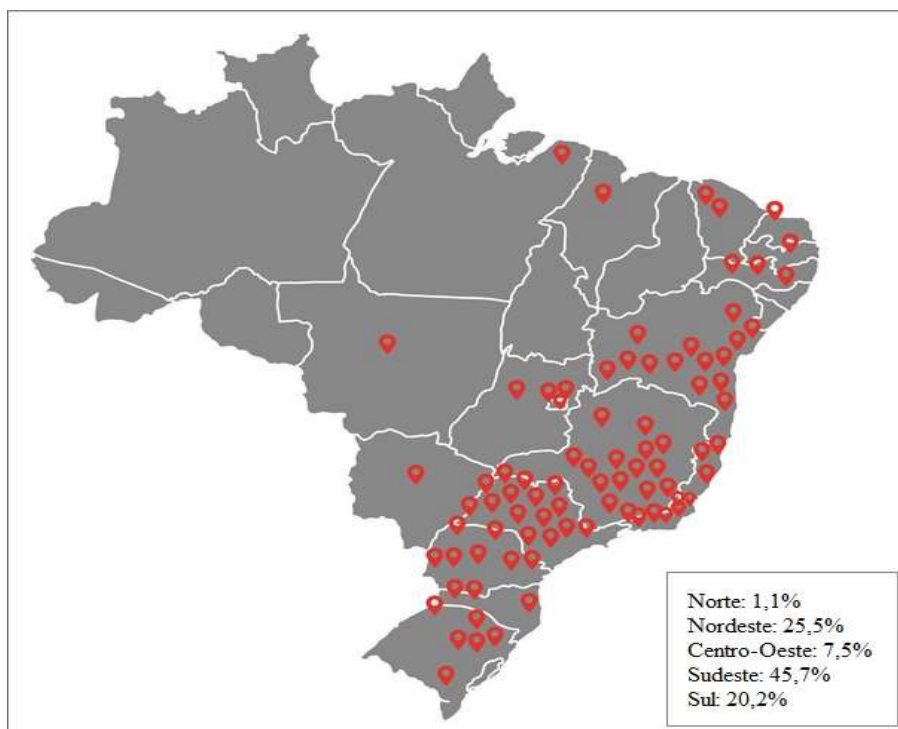 Norte: 1,1%
Nordeste: 25,5%
Centro-Oeste: 7,5%
Sudeste: 45,7%
Sul: 20,2%